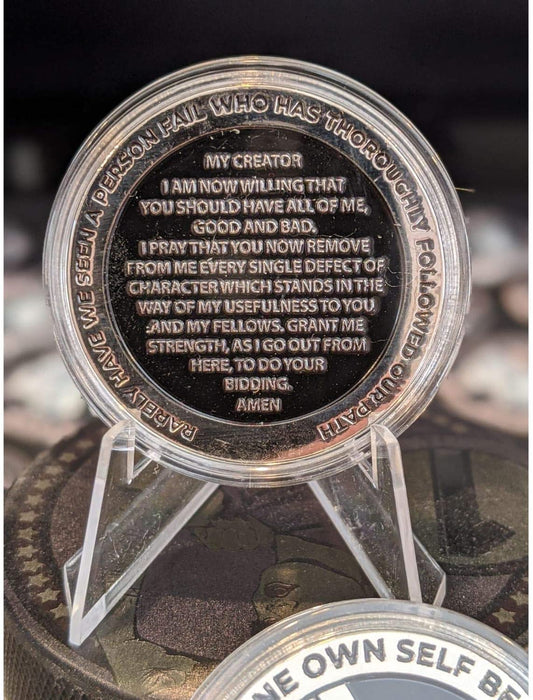 RARELY HAVE WE SEEN A PERSON FAIL WHO HAS THOROUGHLY FOLLOWED OUR PATH
MY CREATOR
I AM NOW WILLING THAT
YOU SHOULD HAVE ALL OF ME,
GOOD AND BAD.
I PRAY THAT YOU NOW REMOVE
FROM ME EVERY SINGLE DEFECT OF
CHARACTER WHICH STANDS IN THE
WAY OF MY USEFULNESS TO YOU
AND MY FELLOWS. GRANT ME
STRENGTH, AS I GO OUT FROM
HERE, TO DO YOUR
BIDDING.
AMEN
OWN SELF